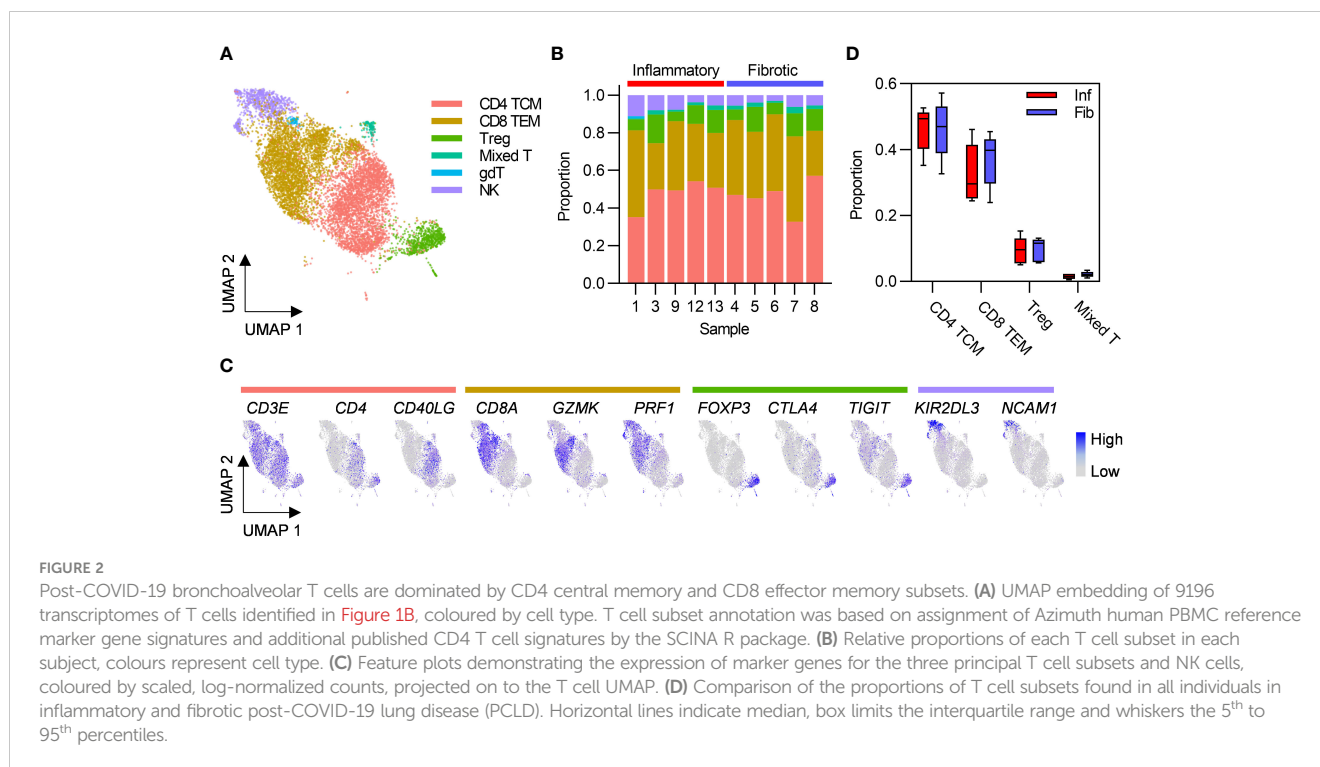 A
CD4 TCM
CD8 TEM
Treg
Mixed T
gdT
NK
UMAP 2
UMAP 1
B
Inflammatory
Fibrotic
1.0
0.8
0.6
0.4
0.2
0.0
Proportion
1 3 9 12 13 4 5 6 7 8
Sample
D
0.6
0.4
0.2
0.0
Proportion
Inf
Fib
CD4 TCM
CD8 TEM
Treg
Mixed T
C
CD3E CD4 CD40LG CD8A GZMK PRF1 FOXP3 CTLA4 TIGIT KIR2DL3 NCAM1
UMAP 2
UMAP 1
High
Low
FIGURE 2
Post-COVID-19 bronchoalveolar T cells are dominated by CD4 central memory and CD8 effector memory subsets. (A) UMAP embedding of 9196
transcriptomes of T cells identified in Figure 1B, coloured by cell type. T cell subset annotation was based on assignment of Azimuth human PBMC reference
marker gene signatures and additional published CD4 T cell signatures by the SCINA R package. (B) Relative proportions of each T cell subset in each
subject, colours represent cell type. (C) Feature plots demonstrating the expression of marker genes for the three principal T cell subsets and NK cells,
coloured by scaled, log-normalized counts, projected on to the T cell UMAP. (D) Comparison of the proportions of T cell subsets found in all individuals in
inflammatory and fibrotic post-COVID-19 lung disease (PCLD). Horizontal lines indicate median, box limits the interquartile range and whiskers the 5th to
95th percentiles.